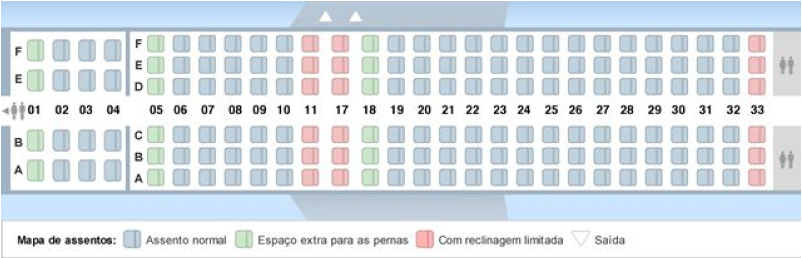 F F
E E
D
01 02 03 04 05 06 07 08 09 10 11 17 18 19 20 21 22 23 24 25 26 27 28 29 30 31 32 33
B C
A B
A
Mapa de assentos: Assento normal Espaço extra para as pernas Com reclinagem limitada Saída